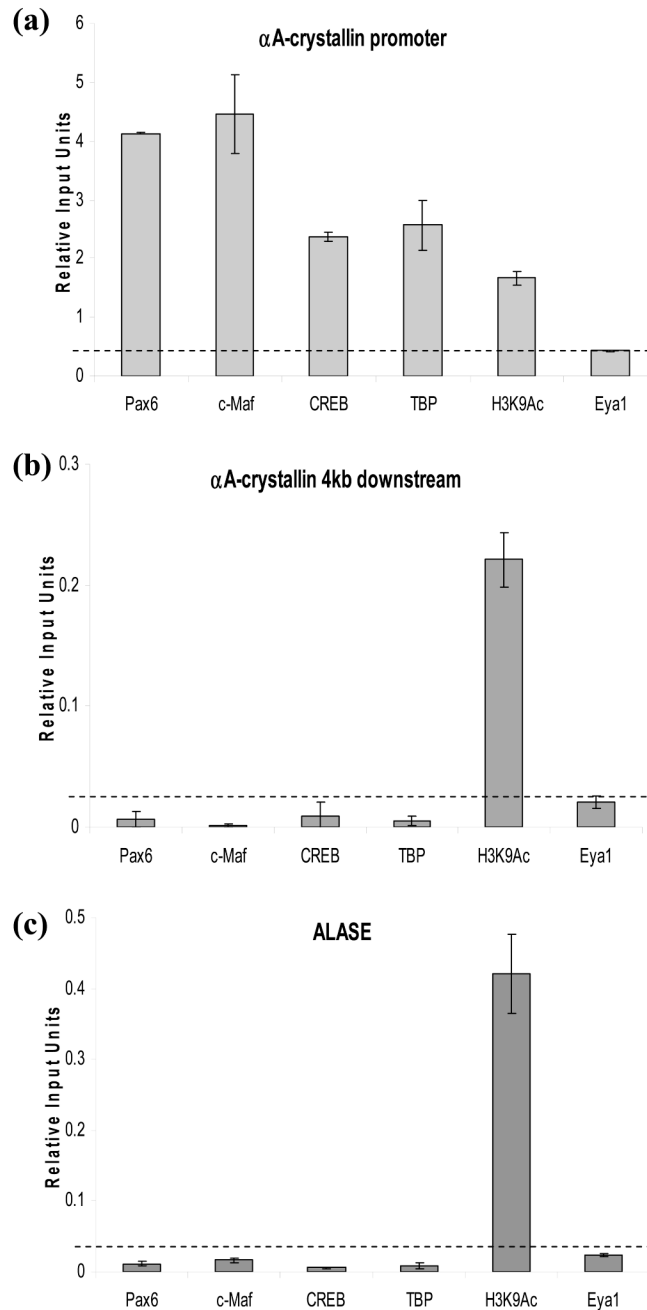 (a)
αA-crystallin promoter
Relative Input Units
6
5
4
3
2
1
0
Pax6 c-Maf CREB TBP H3K9Ac Eya1
(b)
αA-crystallin 4kb downstream
Relative Input Units
0.3
0.2
0.1
0
Pax6 c-Maf CREB TBP H3K9Ac Eya1
(c)
ALASE
Relative Input Units
0.5
0.4
0.3
0.2
0.1
0
Pax6 c-Maf CREB TBP H3K9Ac Eya1